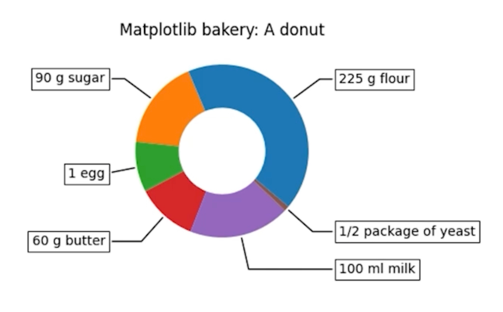 Matplotlib bakery: A donut
90 g sugar
225 g flour
1 egg
60 g butter
1/2 package of yeast
100 ml milk